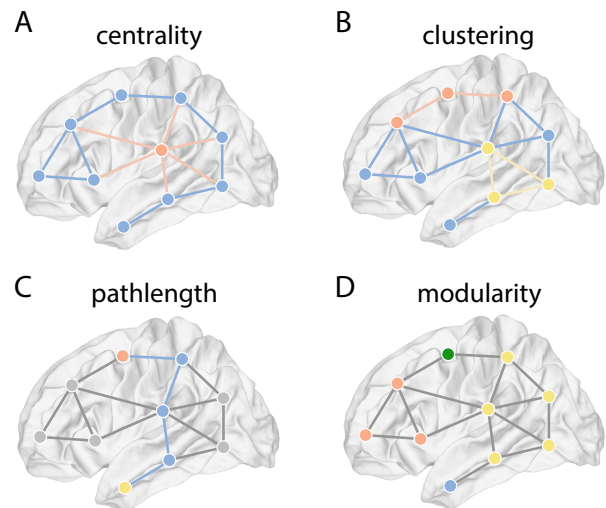 A
centrality
B
clustering
C
pathlength
D
modularity